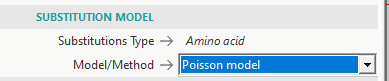 SUBSTITUTION MODEL
Substitutions Type → Amino acid
Model/Method → Poisson model